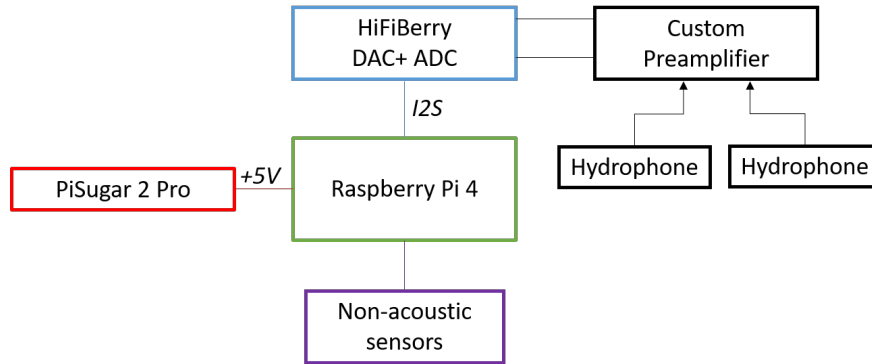 HiFiBerry
DAC+ ADC
Custom
Preamplifier
I2S
Hydrophone
Hydrophone
+5V
PiSugar 2 Pro
Raspberry Pi 4
Non-acoustic
sensors